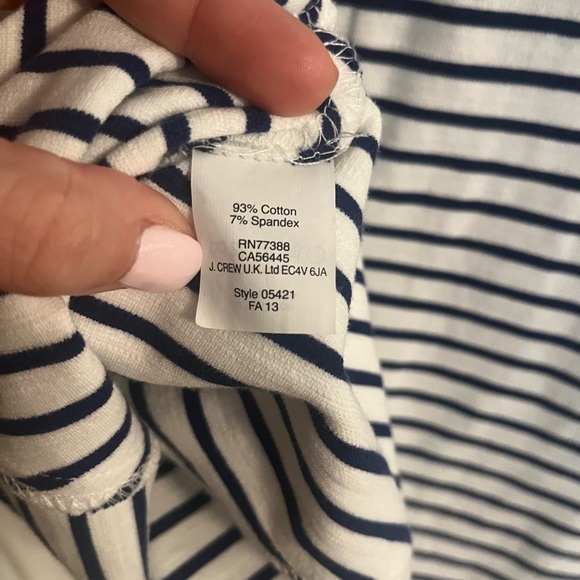 93% Cotton
7% Spandex
RN77388
CA56445
J. CREW U.K. Ltd EC4V 6JA
Style 05421
FA 13